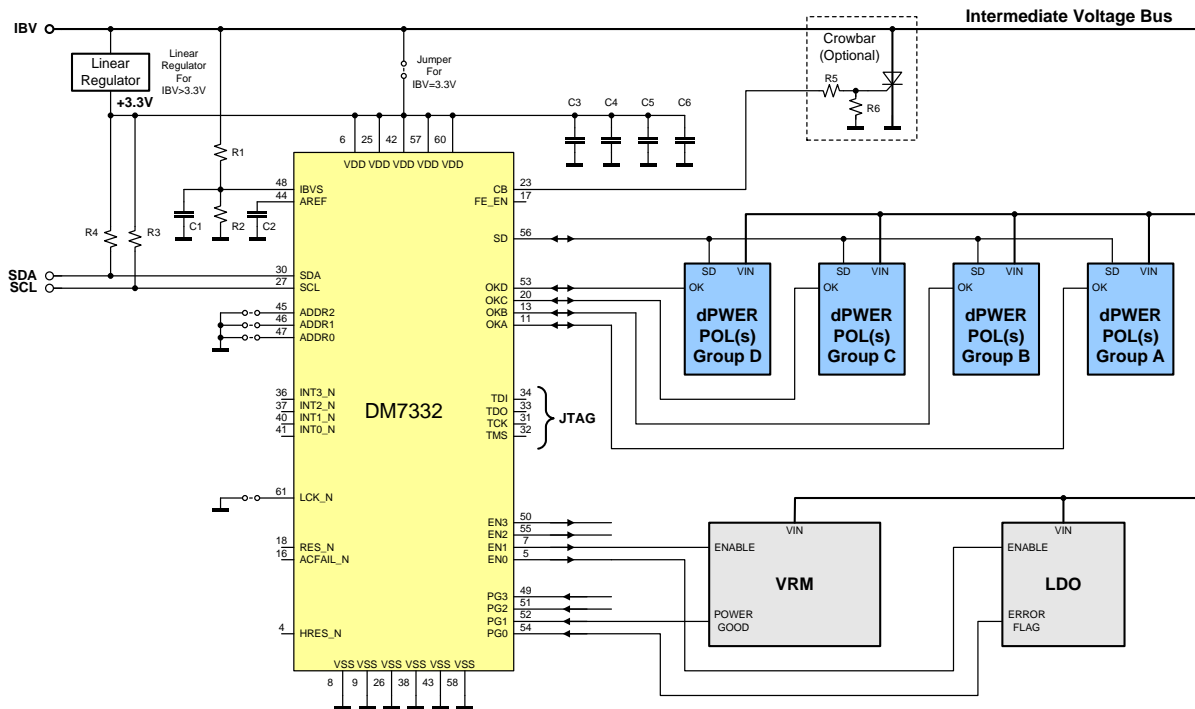 IBV
Intermediate Voltage Bus
Linear
Regulator
Linear
Regulator
For
IBV>3.3V
+3.3V
Jumper
For
IBV=3.3V
Crowbar
(Optional)
R5
R6
C3 C4 C5 C6
6 25 42 57 60
VDD VDD VDD VDD VDD
R1
R2
C1
C2
R4
R3
48 IBVS
44 AREF
SDA
SCL
30 SDA
27 SCL
45 ADDR2
46 ADDR1
47 ADDR0
36 INT3_N
37 INT2_N
40 INT1_N
41 INT0_N
61 LCK_N
18 RES_N
16 ACFAIL_N
4 HRES_N
DM7332
CB 23
FE_EN 17
SD 56
OKD 53
OKC 20
OKB 13
OKA 11
TDI 34
TDO 33
TCK 31
TMS 32
JTAG
EN3 50
EN2 55
EN1 7
EN0 5
PG3 49
PG2 51
PG1 52
PG0 54
VSS VSS VSS VSS VSS VSS
8 9 26 38 43 58
SD VIN
OK
dPWER
POL(s)
Group D
SD VIN
OK
dPWER
POL(s)
Group C
SD VIN
OK
dPWER
POL(s)
Group B
SD VIN
OK
dPWER
POL(s)
Group A
VIN
ENABLE
VRM
POWER
GOOD
VIN
ENABLE
LDO
ERROR
FLAG